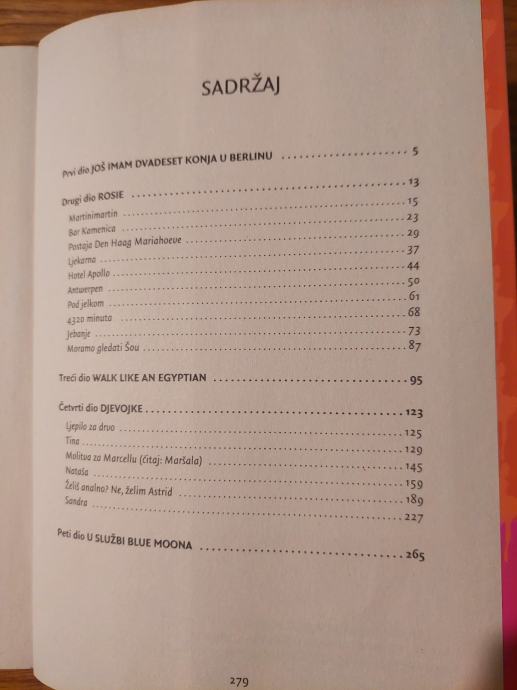 SADRŽAJ
Prvi dio JOŠ IMAM DVADESET KONJA U BERLINU ..................... 5
Drugi dio ROSIE ..................... 13
Martinimartin ..................... 15
Bar Kamenica ..................... 23
Postaja Den Haag Mariahoeve ..................... 29
Ljekarna ..................... 37
Hotel Apollo ..................... 44
Antwerpen ..................... 50
Pod jelkom ..................... 61
4320 minuta ..................... 68
Jebanje ..................... 73
Moramo gledati Šou ..................... 87
Treći dio WALK LIKE AN EGYPTIAN ..................... 95
Četvrti dio DJEVOJKE ..................... 123
Ljepilo za drvo ..................... 125
Tina ..................... 129
Molitva za Marcellu (čitaj: Maršala) ..................... 145
Nataša ..................... 159
Želiš analno? Ne, želim Astrid ..................... 189
Sandra ..................... 227
Peti dio U SLUŽBI BLUE MOONA ..................... 265
279